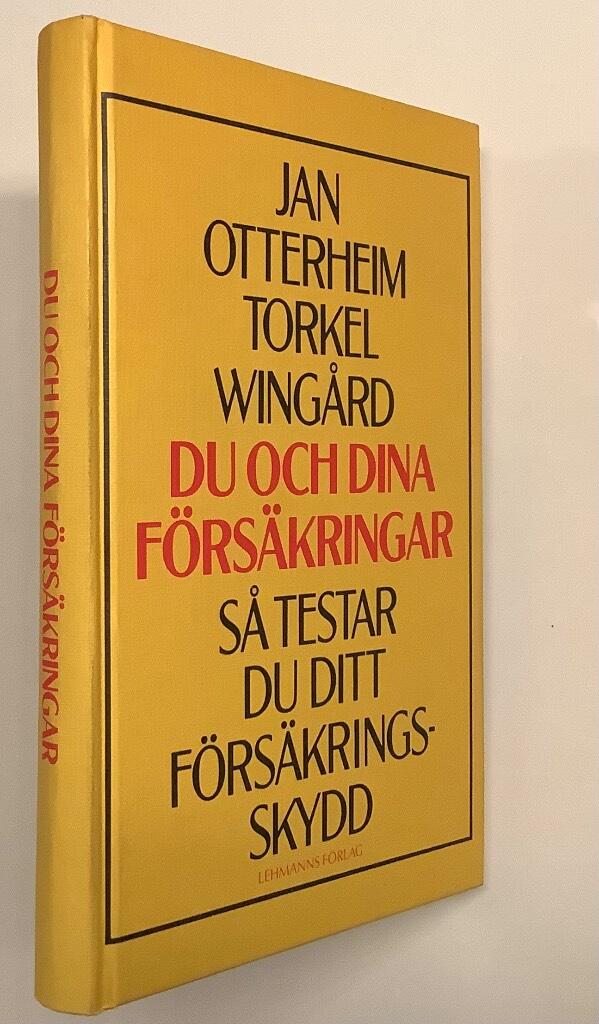 JAN
OTTERHEIM
TORKEL
WINGÅRD
DU OCH DINA
FÖRSÄKRINGAR
SÅ TESTAR
DU DITT
FÖRSÄKRINGS-
SKYDD
LEHMANNS FÖRLAG
DU OCH DINA FÖRSÄKRINGAR